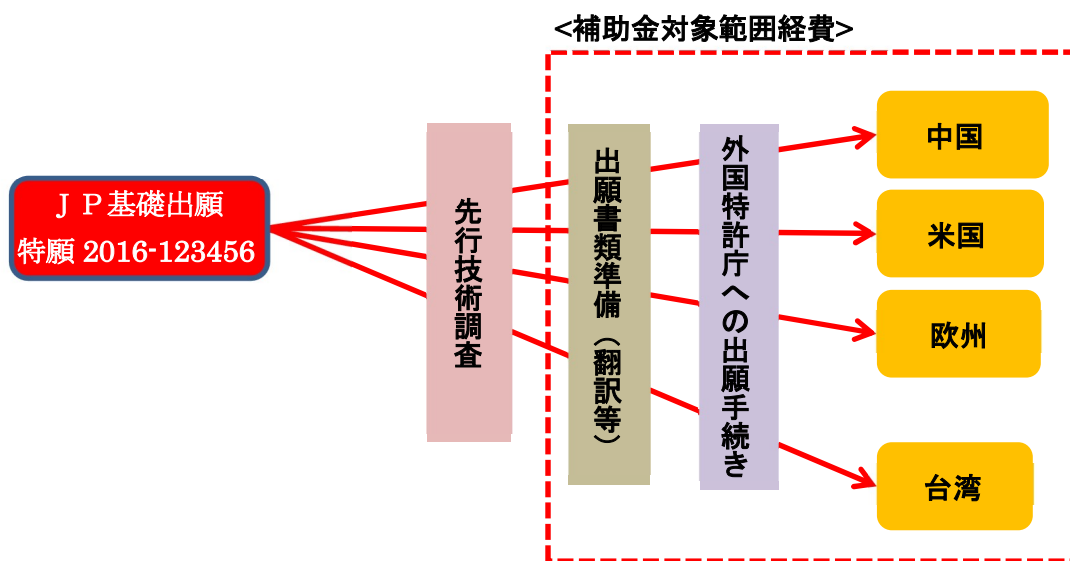 <補助金対象範囲経費>
ＪＰ基礎出願
特願 2016-123456
先行技術調査
出願書類準備（翻訳等）
外国特許庁への出願手続き
中国
米国
欧州
台湾